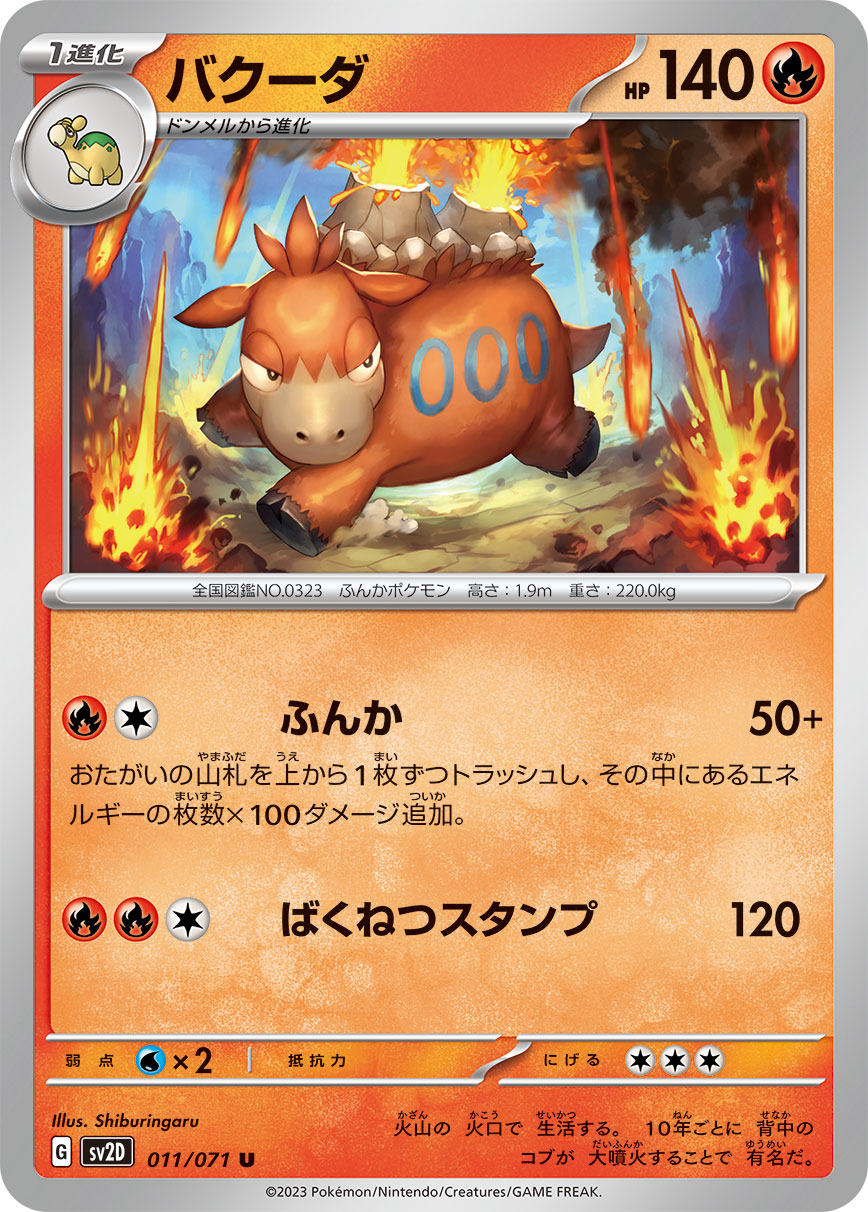 1進化
バクーダ
HP 140
ドンメルから進化
全国図鑑NO.0323 ふんかポケモン 高さ:1.9m 重さ:220.0kg
ふんか 50+
おたがいの山札を上から1枚ずつトラッシュし、その中にあるエネ
ルギーの枚数×100ダメージ追加。
ばくねつスタンプ 120
弱点 ×2 抵抗力 にげる
Illus. Shiburingaru
G sv2D 011/071 U
火山の 火口で 生活する。 10年ごとに 背中の
コブが 大噴火することで 有名だ。
©2023 Pokémon/Nintendo/Creatures/GAME FREAK.